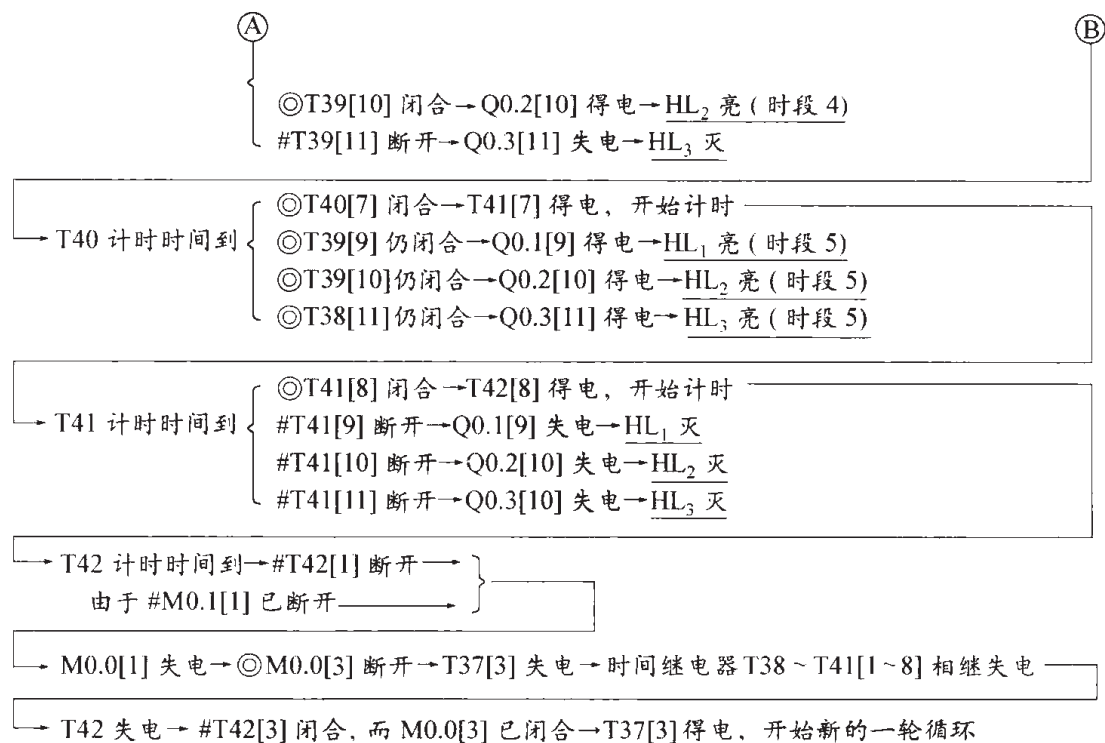 Ⓐ Ⓑ
◎T39[10] 闭合→Q0.2[10] 得电→HL₂ 亮 ( 时段 4)
#T39[11] 断开→Q0.3[11] 失电→HL₃ 灭
◎T40[7] 闭合→T41[7] 得电，开始计时
→ T40 计时时间到
◎T39[9] 仍闭合→Q0.1[9] 得电→HL₁ 亮 ( 时段 5)
◎T39[10]仍闭合→Q0.2[10] 得电→HL₂ 亮 ( 时段 5)
◎T38[11]仍闭合→Q0.3[11] 得电→HL₃ 亮 ( 时段 5)
◎T41[8] 闭合→T42[8] 得电，开始计时
→ T41 计时时间到
#T41[9] 断开→Q0.1[9] 失电→HL₁ 灭
#T41[10] 断开→Q0.2[10] 失电→HL₂ 灭
#T41[11] 断开→Q0.3[10] 失电→HL₃ 灭
→ T42 计时时间到→#T42[1] 断开→
由于 #M0.1[1] 已断开→
→ M0.0[1] 失电→◎M0.0[3] 断开→T37[3] 失电→时间继电器T38～T41[1~8] 相继失电
→ T42 失电→ #T42[3] 闭合，而 M0.0[3] 已闭合→T37[3]得电，开始新的一轮循环